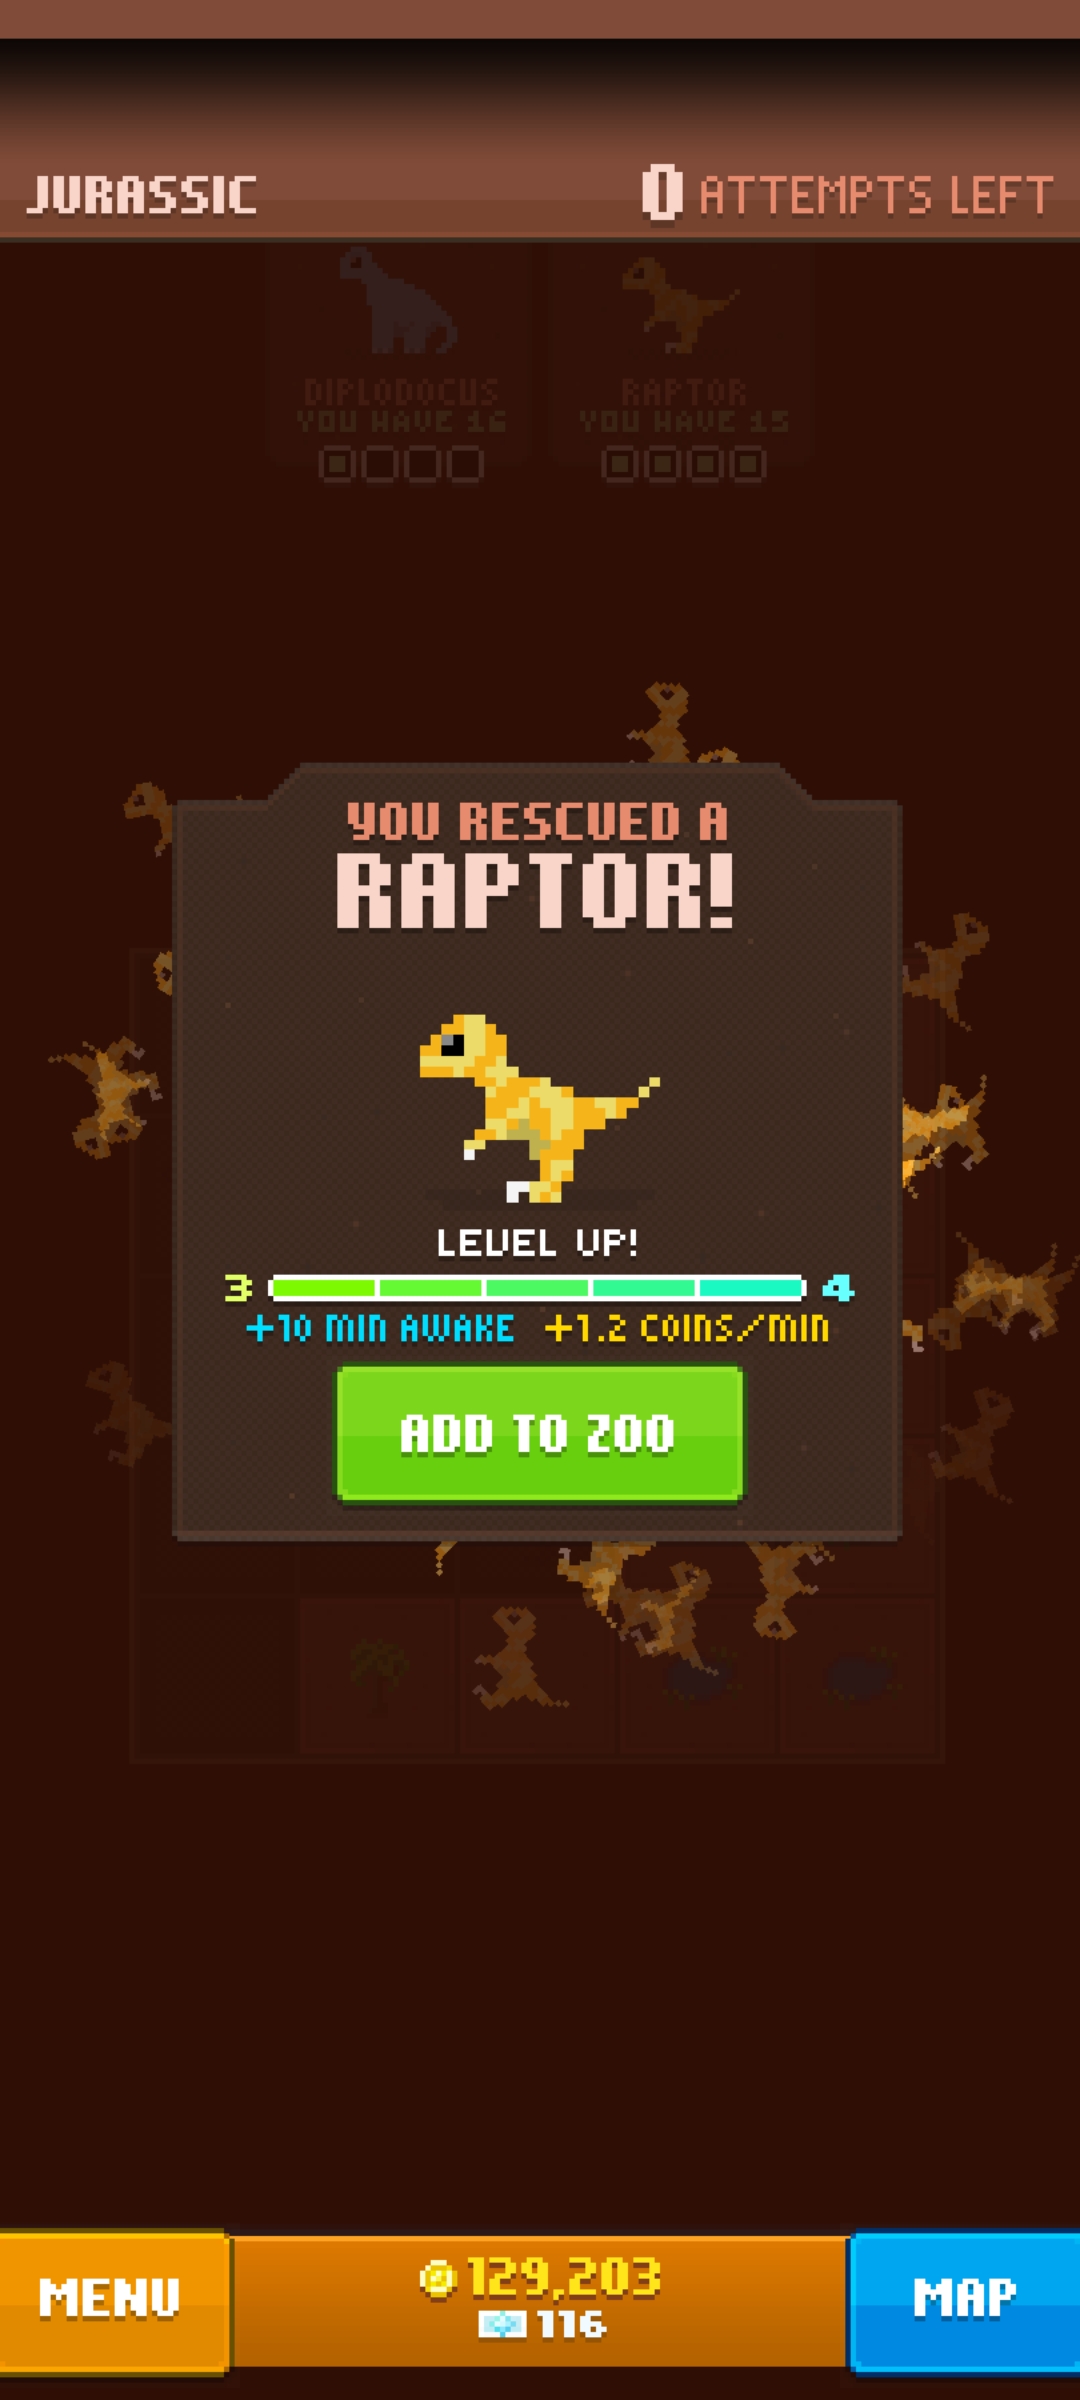 JURASSIC
0 ATTEMPTS LEFT
DIPLODOCUS
YOU HAVE 16
RAPTOR
YOU HAVE 15
YOU RESCUED A
RAPTOR!
LEVEL UP!
3 4
+10 MIN AWAKE +1.2 COINS/MIN
ADD TO ZOO
MENU
129,203
116
MAP